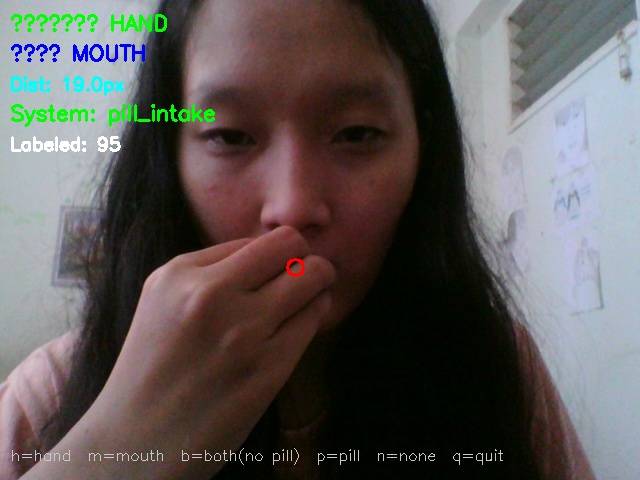 ??????? HAND
???? MOUTH
Dist: 19.0px
System: pill_intake
Labeled: 95
h=hand m=mouth b=both(no pill) p=pill n=none q=quit